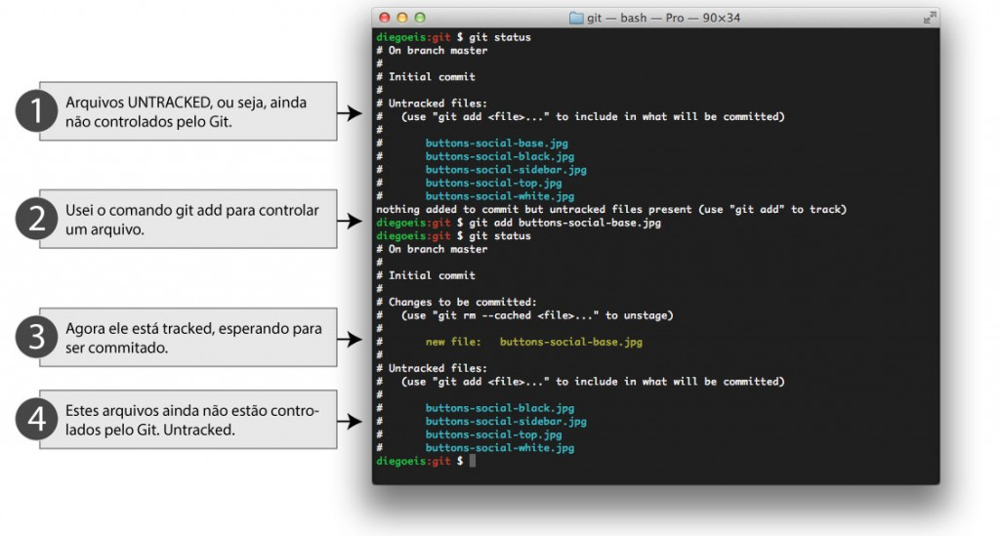 git — bash — Pro — 90×34
1
Arquivos UNTRACKED, ou seja, ainda
não controlados pelo Git.
2
Usei o comando git add para controlar
um arquivo.
3
Agora ele está tracked, esperando para
ser commitado.
4
Estes arquivos ainda não estão contro-
lados pelo Git. Untracked.
diegoeis:git $ git status
# On branch master
#
# Initial commit
#
# Untracked files:
#   (use "git add <file>..." to include in what will be committed)
#
#       buttons-social-base.jpg
#       buttons-social-black.jpg
#       buttons-social-sidebar.jpg
#       buttons-social-top.jpg
#       buttons-social-white.jpg
nothing added to commit but untracked files present (use "git add" to track)
diegoeis:git $ git add buttons-social-base.jpg
diegoeis:git $ git status
# On branch master
#
# Initial commit
#
# Changes to be committed:
#   (use "git rm --cached <file>..." to unstage)
#
#       new file:   buttons-social-base.jpg
#
# Untracked files:
#   (use "git add <file>..." to include in what will be committed)
#
#       buttons-social-black.jpg
#       buttons-social-sidebar.jpg
#       buttons-social-top.jpg
#       buttons-social-white.jpg
diegoeis:git $